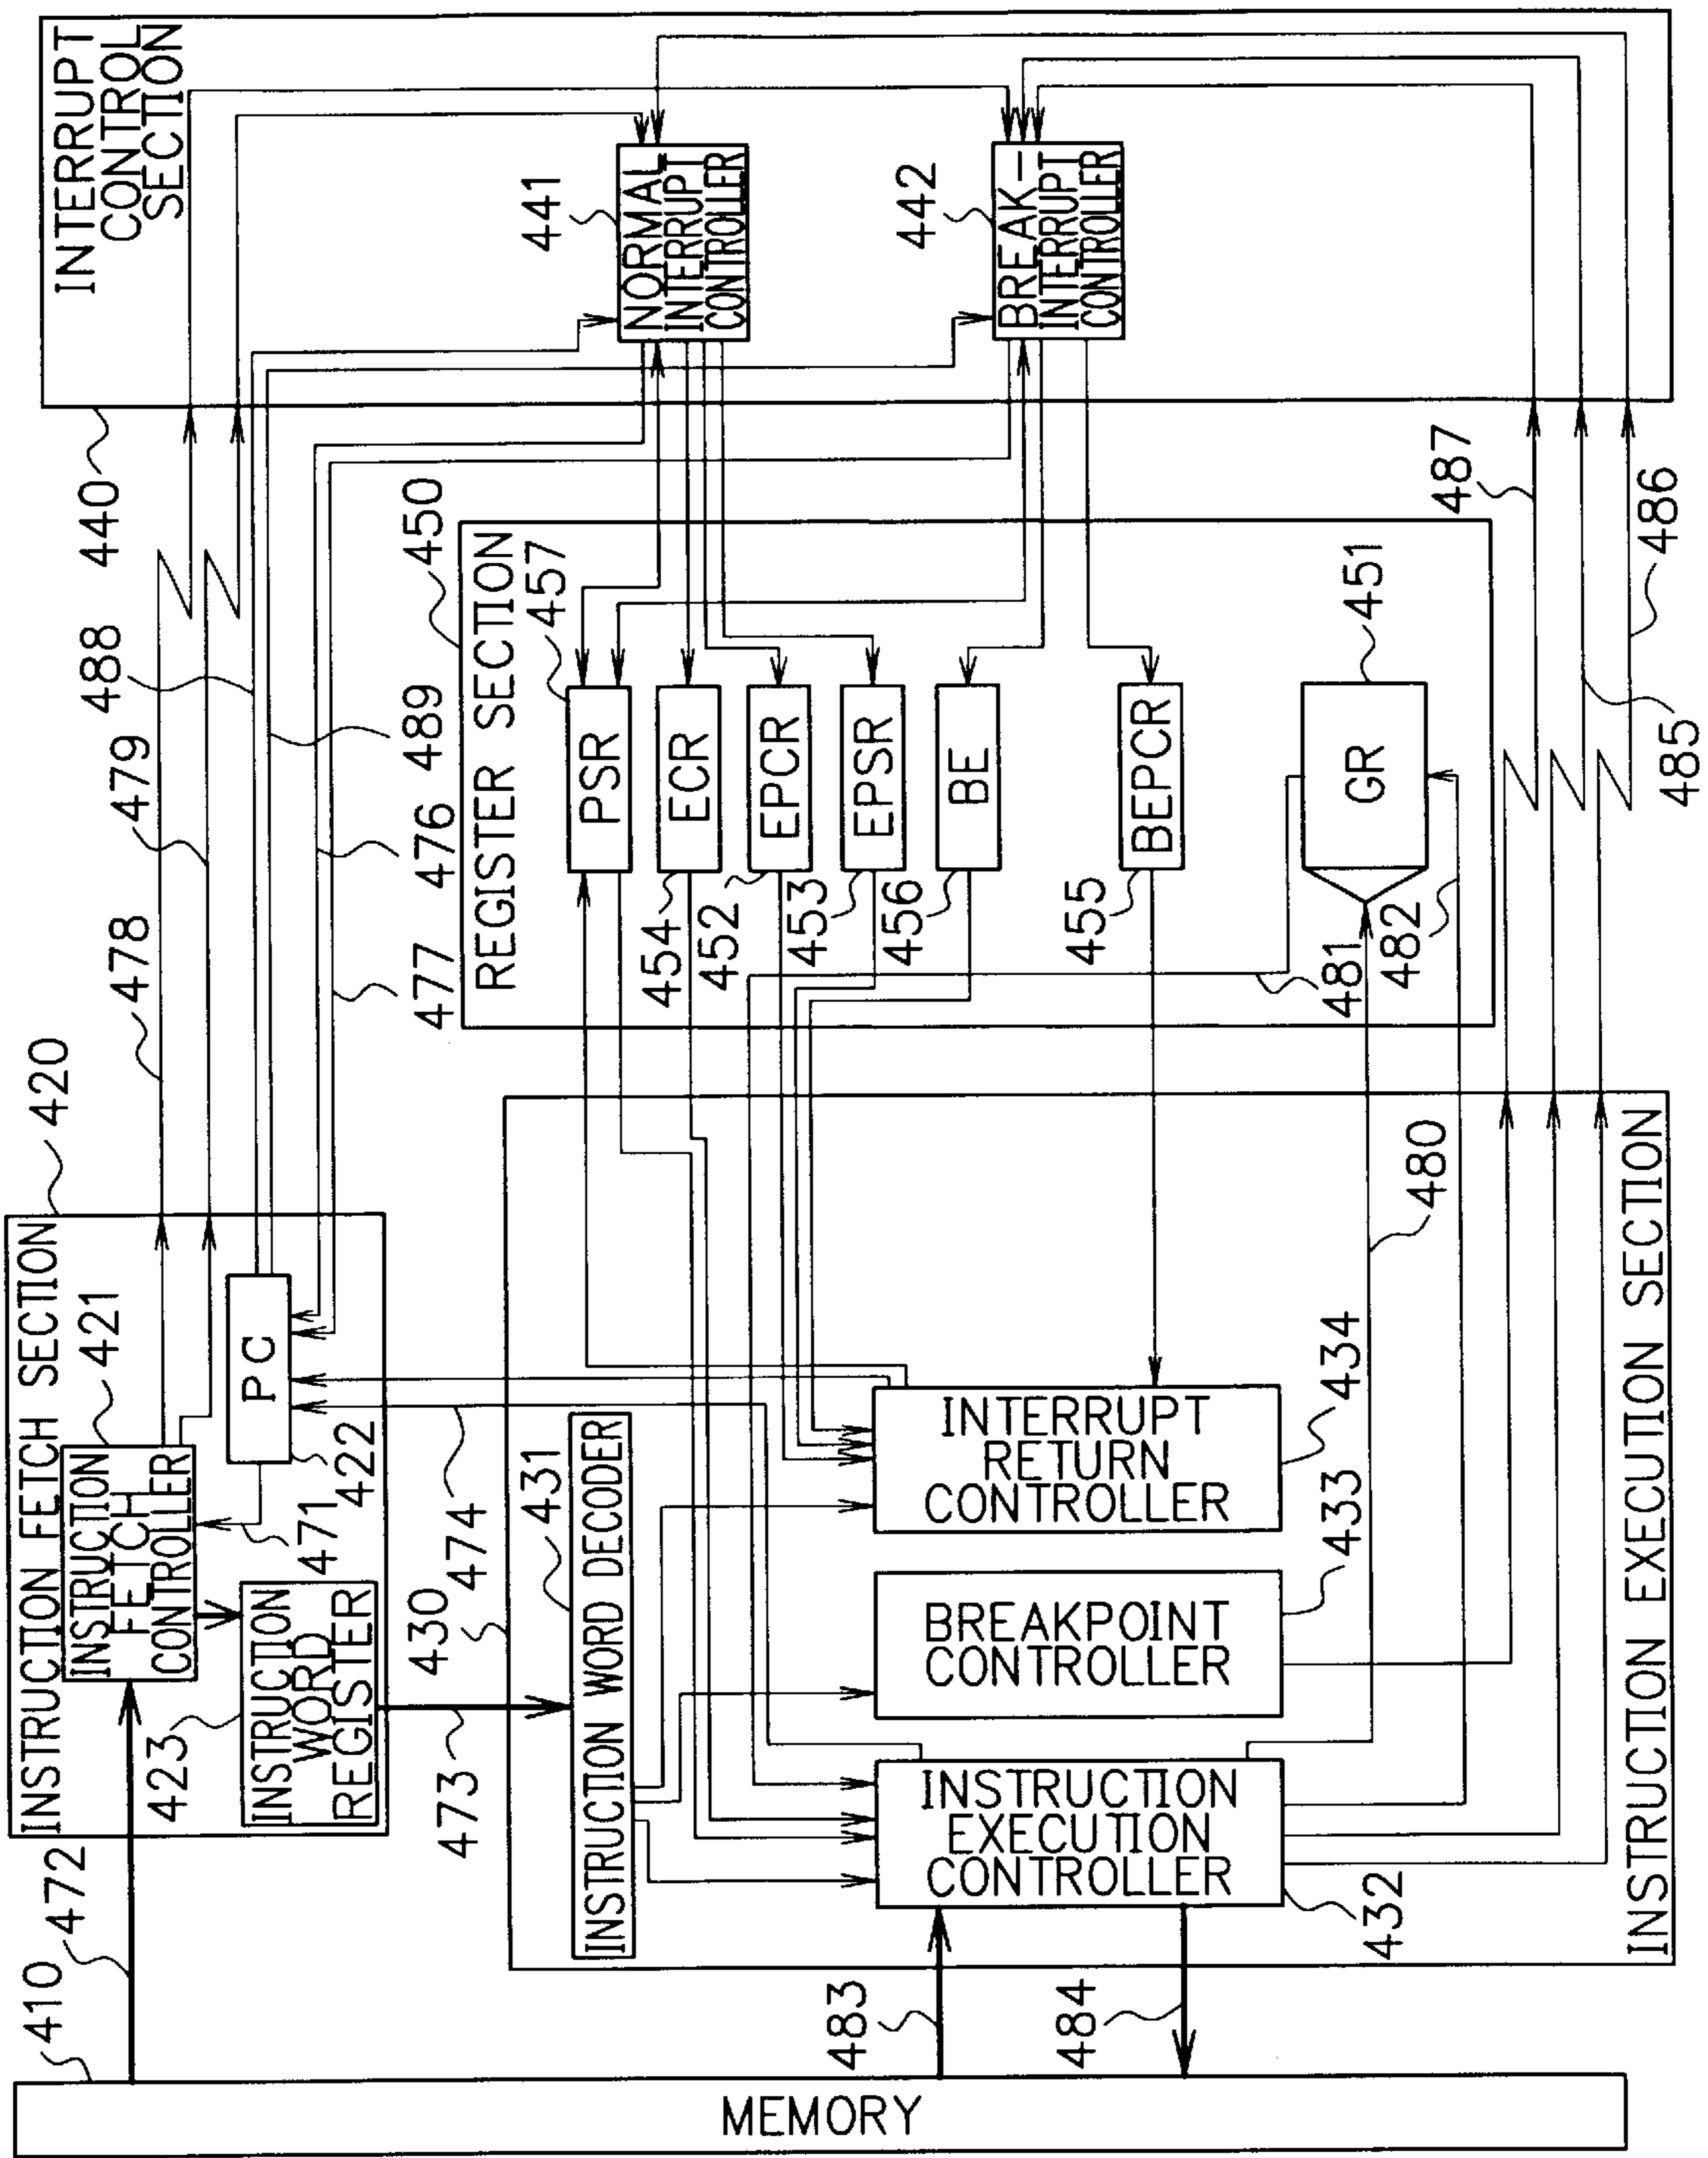 MEMORY
410
472
483
484
INSTRUCTION FETCH SECTION
420
INSTRUCTION
FETCH
CONTROLLER
421
PC
422
INSTRUCTION
WORD
REGISTER
423
471
473
474
430
INSTRUCTION WORD DECODER
431
INSTRUCTION
EXECUTION
CONTROLLER
432
BREAKPOINT
CONTROLLER
433
INTERRUPT
RETURN
CONTROLLER
434
INSTRUCTION EXECUTION SECTION
480
478
479
488
477
476
489
REGISTER SECTION
450
PSR
457
ECR
454
EPCR
452
EPSR
453
BE
456
BEPCR
455
GR
451
481
482
485
486
487
440
INTERRUPT
CONTROL
SECTION
NORMAL
INTERRUPT
CONTROLLER
441
BREAK-
INTERRUPT
CONTROLLER
442